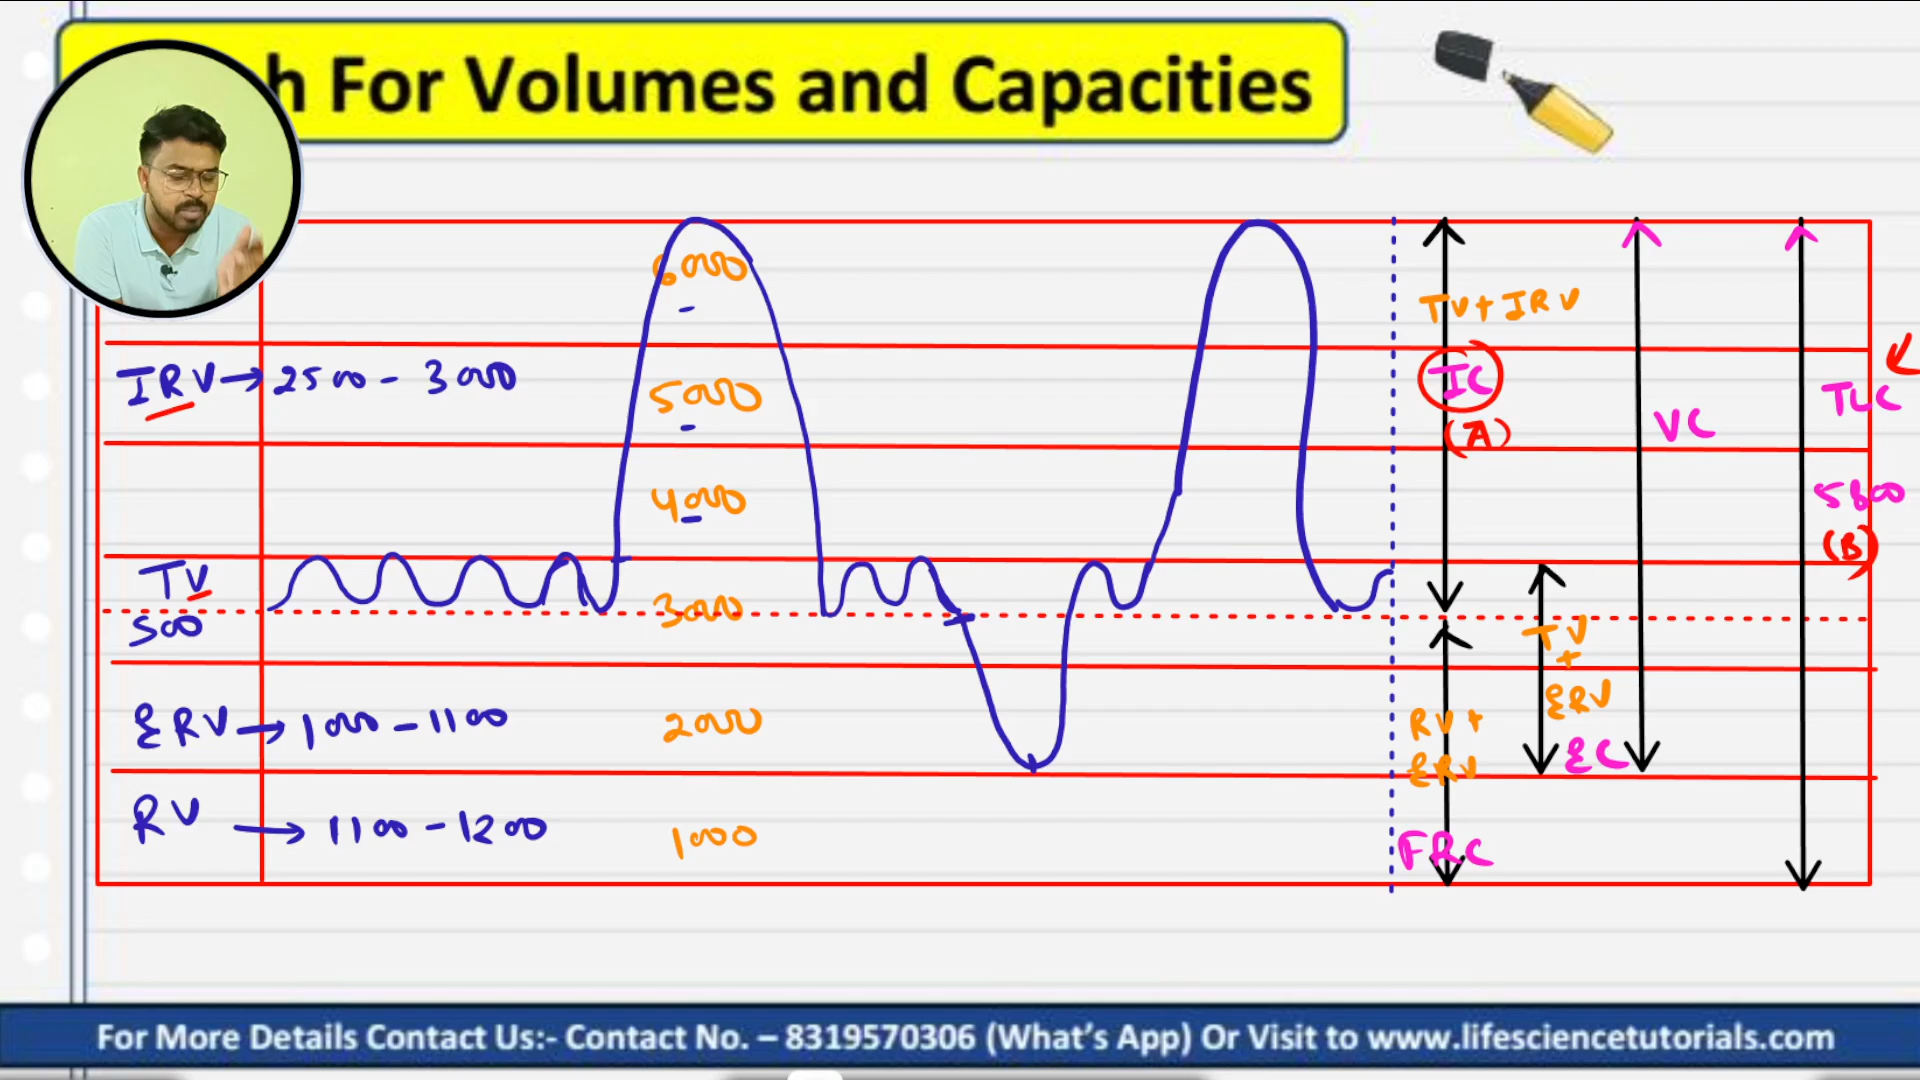 h For Volumes and Capacities
IRV → 2500 - 3000
TV
500
ERV → 1000 - 1100
RV → 1100 - 1200
6000
5000
4000
3000
2000
1000
TV + IRV
IC
(A)
RV +
ERV
FRC
TV
+
ERV
EC
VC
TLC
5800
(B)
For More Details Contact Us:- Contact No. – 8319570306 (What’s App) Or Visit to www.lifesciencetutorials.com